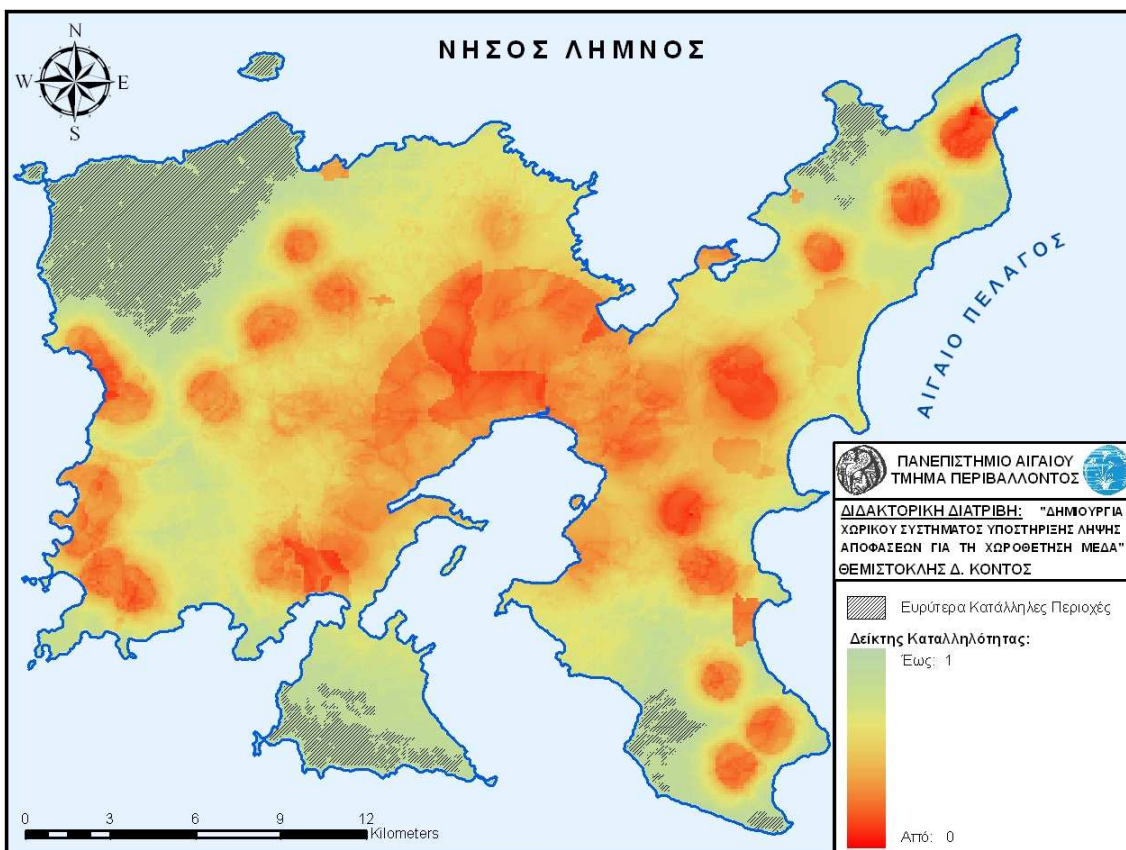 ΝΗΣΟΣ ΛΗΜΝΟΣ
N
W E
S
ΑΙΓΑΙΟ ΠΕΛΑΓΟΣ
ΠΑΝΕΠΙΣΤΗΜΙΟ ΑΙΓΑΙΟΥ
ΤΜΗΜΑ ΠΕΡΙΒΑΛΛΟΝΤΟΣ
ΔΙΔΑΚΤΟΡΙΚΗ ΔΙΑΤΡΙΒΗ: "ΔΗΜΙΟΥΡΓΙΑ
ΧΩΡΙΚΟΥ ΣΥΣΤΗΜΑΤΟΣ ΥΠΟΣΤΗΡΙΞΗΣ ΛΗΨΗΣ
ΑΠΟΦΑΣΕΩΝ ΓΙΑ ΤΗ ΧΩΡΟΘΕΤΗΣΗ ΜΕΔΑ"
ΘΕΜΙΣΤΟΚΛΗΣ Δ. ΚΟΝΤΟΣ
Ευρύτερα Κατάλληλες Περιοχές
Δείκτης Καταλληλότητας:
Έως: 1
Από: 0
0 3 6 9 12
Kilometers